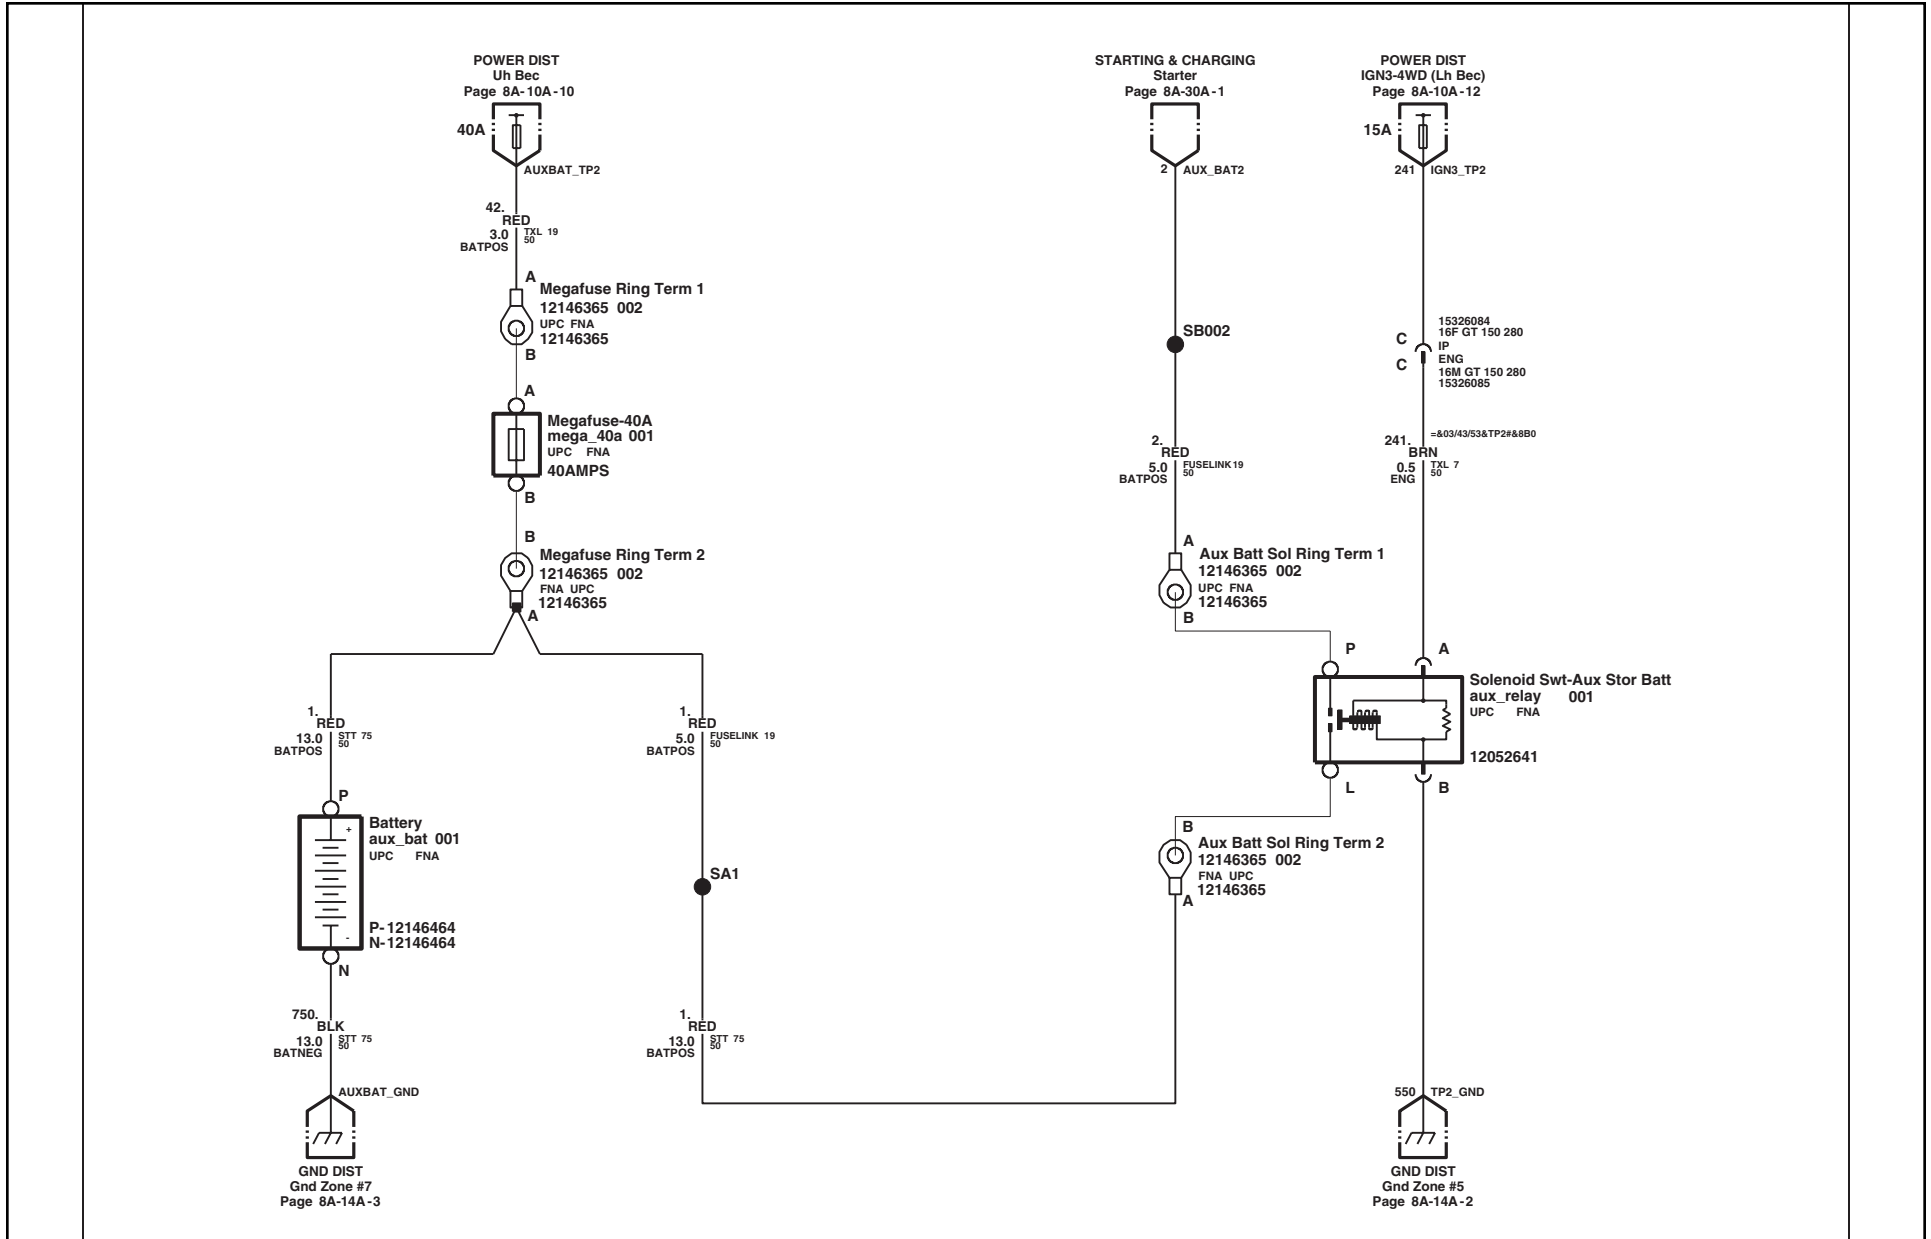 POWER DIST
Uh Bec
Page 8A-10A-10
40A
AUXBAT_TP2
42.
RED
3.0
TXL 19
50
BATPOS
A
Megafuse Ring Term 1
12146365 002
UPC FNA
12146365
B
A
Megafuse-40A
mega_40a 001
UPC FNA
40AMPS
B
B
Megafuse Ring Term 2
12146365 002
FNA UPC
12146365
A
1.
RED
13.0
STT 75
50
BATPOS
P
Battery
aux_bat 001
UPC FNA
+
-
P-12146464
N-12146464
N
750.
BLK
13.0
STT 75
50
BATNEG
AUXBAT_GND
GND DIST
Gnd Zone #7
Page 8A-14A-3
1.
RED
5.0
FUSELINK 19
50
BATPOS
SA1
1.
RED
13.0
STT 75
50
BATPOS
STARTING & CHARGING
Starter
Page 8A-30A-1
2 AUX_BAT2
SB002
2.
RED
5.0
FUSELINK19
50
BATPOS
A
Aux Batt Sol Ring Term 1
12146365 002
UPC FNA
12146365
B
B
Aux Batt Sol Ring Term 2
12146365 002
FNA UPC
12146365
A
POWER DIST
IGN3-4WD (Lh Bec)
Page 8A-10A-12
15A
241 IGN3_TP2
15326084
16F GT 150 280
C
IP
C
ENG
16M GT 150 280
15326085
=&03/43/53&TP2#&8B0
241.
BRN
0.5
TXL 7
50
ENG
P
A
Solenoid Swt-Aux Stor Batt
aux_relay 001
UPC FNA
12052641
L
B
550 TP2_GND
GND DIST
Gnd Zone #5
Page 8A-14A-2